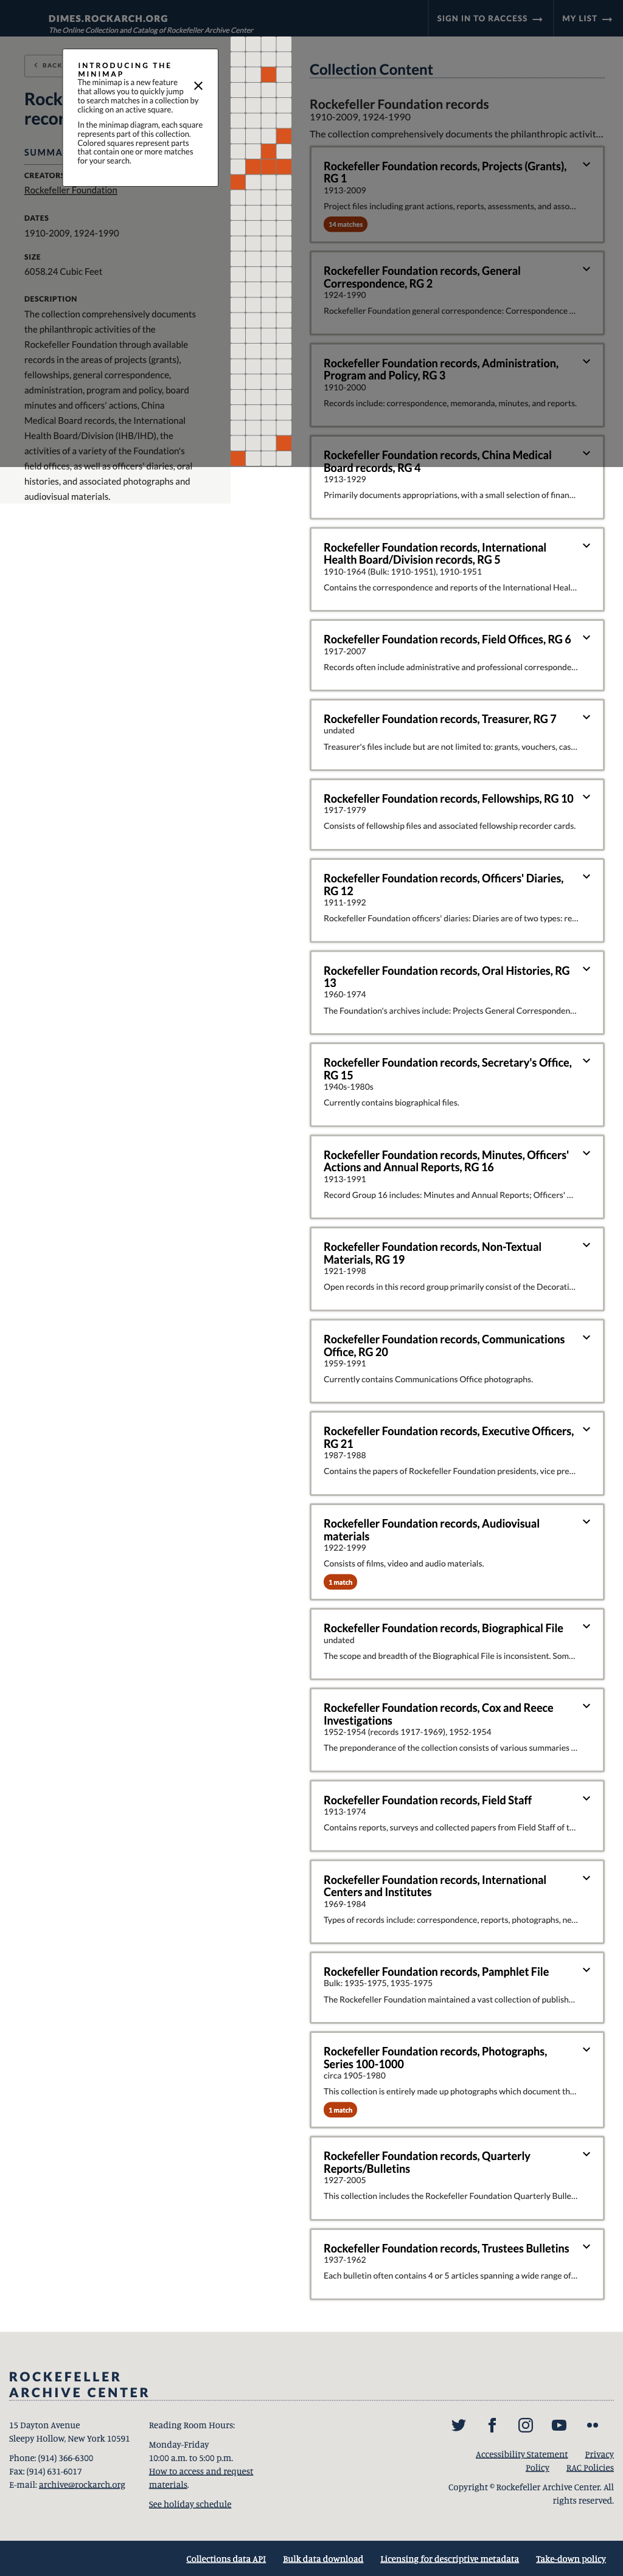 DIMES.ROCKARCH.ORG
The Online Collection and Catalog of Rockefeller Archive Center
SIGN IN TO RACCESS
MY LIST
BACK
INTRODUCING THE
MINIMAP
The minimap is a new feature
that allows you to quickly jump
to search matches in a collection by
clicking on an active square.
In the minimap diagram, each square
represents part of this collection.
Colored squares represent parts
that contain one or more matches
for your search.
Rock
recor
SUMMA
CREATORS
Rockefeller Foundation
DATES
1910-2009, 1924-1990
SIZE
6058.24 Cubic Feet
DESCRIPTION
The collection comprehensively documents
the philanthropic activities of the
Rockefeller Foundation through available
records in the areas of projects (grants),
fellowships, general correspondence,
administration, program and policy, board
minutes and officers' actions, China
Medical Board records, the International
Health Board/Division (IHB/IHD), the
activities of a variety of the Foundation's
field offices, as well as officers' diaries, oral
histories, and associated photographs and
audiovisual materials.
Collection Content
Rockefeller Foundation records
1910-2009, 1924-1990
The collection comprehensively documents the philanthropic activit...
Rockefeller Foundation records, Projects (Grants),
RG 1
1913-2009
Project files including grant actions, reports, assessments, and asso...
14 matches
Rockefeller Foundation records, General
Correspondence, RG 2
1924-1990
Rockefeller Foundation general correspondence: Correspondence ...
Rockefeller Foundation records, Administration,
Program and Policy, RG 3
1910-2000
Records include: correspondence, memoranda, minutes, and reports.
Rockefeller Foundation records, China Medical
Board records, RG 4
1913-1929
Primarily documents appropriations, with a small selection of finan...
Rockefeller Foundation records, International
Health Board/Division records, RG 5
1910-1964 (Bulk: 1910-1951), 1910-1951
Contains the correspondence and reports of the International Heal...
Rockefeller Foundation records, Field Offices, RG 6
1917-2007
Records often include administrative and professional corresponde...
Rockefeller Foundation records, Treasurer, RG 7
undated
Treasurer's files include but are not limited to: grants, vouchers, cas...
Rockefeller Foundation records, Fellowships, RG 10
1917-1979
Consists of fellowship files and associated fellowship recorder cards.
Rockefeller Foundation records, Officers' Diaries,
RG 12
1911-1992
Rockefeller Foundation officers' diaries: Diaries are of two types: re...
Rockefeller Foundation records, Oral Histories, RG
13
1960-1974
The Foundation's archives include: Projects General Corresponden...
Rockefeller Foundation records, Secretary's Office,
RG 15
1940s-1980s
Currently contains biographical files.
Rockefeller Foundation records, Minutes, Officers'
Actions and Annual Reports, RG 16
1913-1991
Record Group 16 includes: Minutes and Annual Reports; Officers' ...
Rockefeller Foundation records, Non-Textual
Materials, RG 19
1921-1998
Open records in this record group primarily consist of the Decorati...
Rockefeller Foundation records, Communications
Office, RG 20
1959-1991
Currently contains Communications Office photographs.
Rockefeller Foundation records, Executive Officers,
RG 21
1987-1988
Contains the papers of Rockefeller Foundation presidents, vice pre...
Rockefeller Foundation records, Audiovisual
materials
1922-1999
Consists of films, video and audio materials.
1 match
Rockefeller Foundation records, Biographical File
undated
The scope and breadth of the Biographical File is inconsistent. Som...
Rockefeller Foundation records, Cox and Reece
Investigations
1952-1954 (records 1917-1969), 1952-1954
The preponderance of the collection consists of various summaries ...
Rockefeller Foundation records, Field Staff
1913-1974
Contains reports, surveys and collected papers from Field Staff of t...
Rockefeller Foundation records, International
Centers and Institutes
1969-1984
Types of records include: correspondence, reports, photographs, ne...
Rockefeller Foundation records, Pamphlet File
Bulk: 1935-1975, 1935-1975
The Rockefeller Foundation maintained a vast collection of publish...
Rockefeller Foundation records, Photographs,
Series 100-1000
circa 1905-1980
This collection is entirely made up photographs which document th...
1 match
Rockefeller Foundation records, Quarterly
Reports/Bulletins
1927-2005
This collection includes the Rockefeller Foundation Quarterly Bulle...
Rockefeller Foundation records, Trustees Bulletins
1937-1962
Each bulletin often contains 4 or 5 articles spanning a wide range of...
ROCKEFELLER
ARCHIVE CENTER
15 Dayton Avenue
Sleepy Hollow, New York 10591
Phone: (914) 366-6300
Fax: (914) 631-6017
E-mail: archive@rockarch.org
Reading Room Hours:
Monday-Friday
10:00 a.m. to 5:00 p.m.
How to access and request
materials.
See holiday schedule
Accessibility Statement Privacy
Policy RAC Policies
Copyright © Rockefeller Archive Center. All
rights reserved.
Collections data API Bulk data download Licensing for descriptive metadata Take-down policy